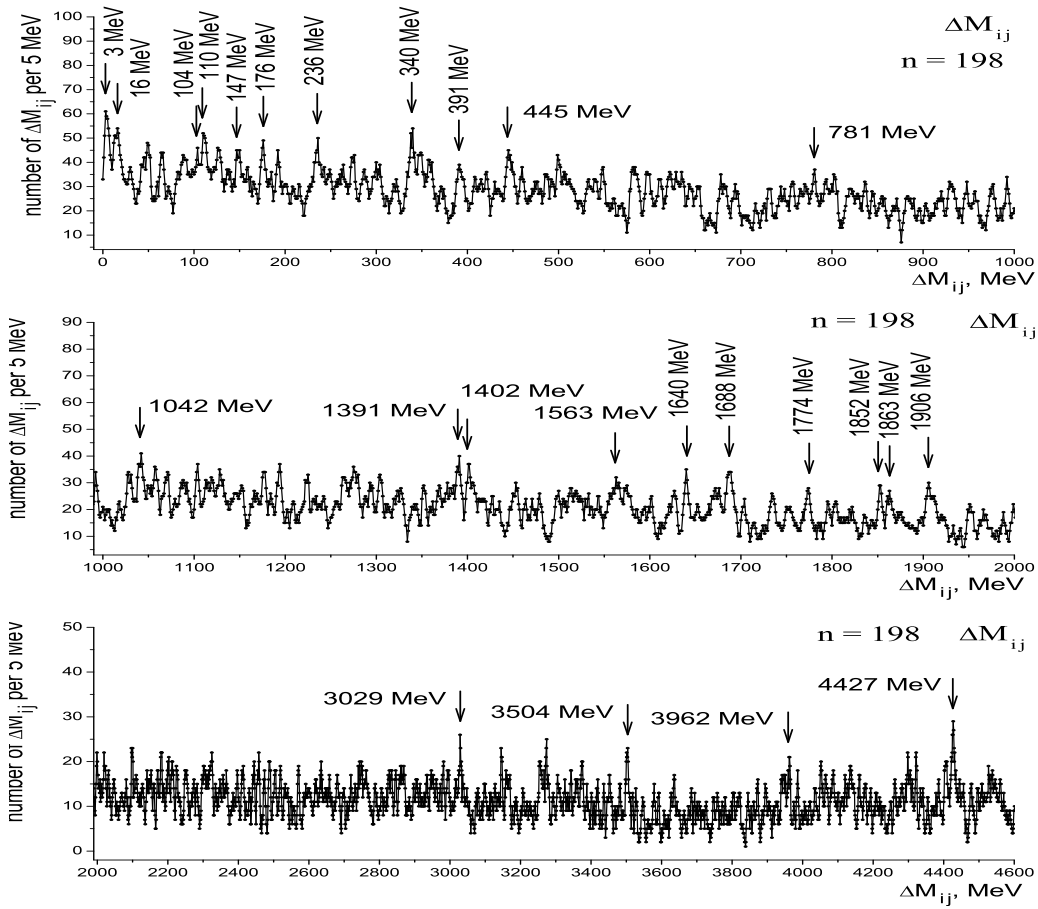 number of ΔM_ij per 5 MeV
100
90
80
70
60
50
40
30
20
10
3 MeV
16 MeV
104 MeV
110 MeV
147 MeV
176 MeV
236 MeV
340 MeV
391 MeV
445 MeV
781 MeV
ΔM_ij
n = 198
0 100 200 300 400 500 600 700 800 900 1000
ΔM_ij, MeV
number of ΔM_ij per 5 MeV
90
80
70
60
50
40
30
20
10
n = 198 ΔM_ij
1042 MeV
1391 MeV
1402 MeV
1563 MeV
1640 MeV
1688 MeV
1774 MeV
1852 MeV
1863 MeV
1906 MeV
1000 1100 1200 1300 1400 1500 1600 1700 1800 1900 2000
ΔM_ij, MeV
number of ΔM_ij per 5 MeV
50
40
30
20
10
0
n = 198 ΔM_ij
3029 MeV
3504 MeV
3962 MeV
4427 MeV
2000 2200 2400 2600 2800 3000 3200 3400 3600 3800 4000 4200 4400 4600
ΔM_ij, MeV